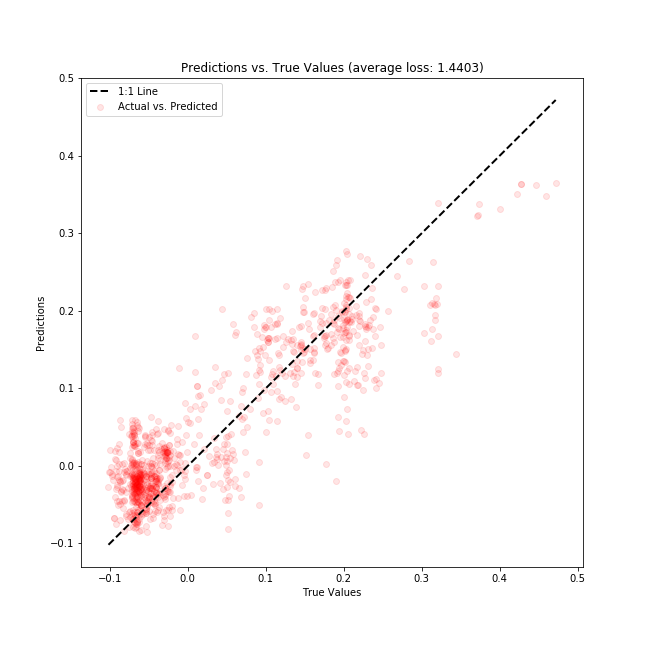 Predictions vs. True Values (average loss: 1.4403)
0.5
1:1 Line
Actual vs. Predicted
0.4
0.3
0.2
0.1
0.0
−0.1
Predictions
−0.1 0.0 0.1 0.2 0.3 0.4 0.5
True Values